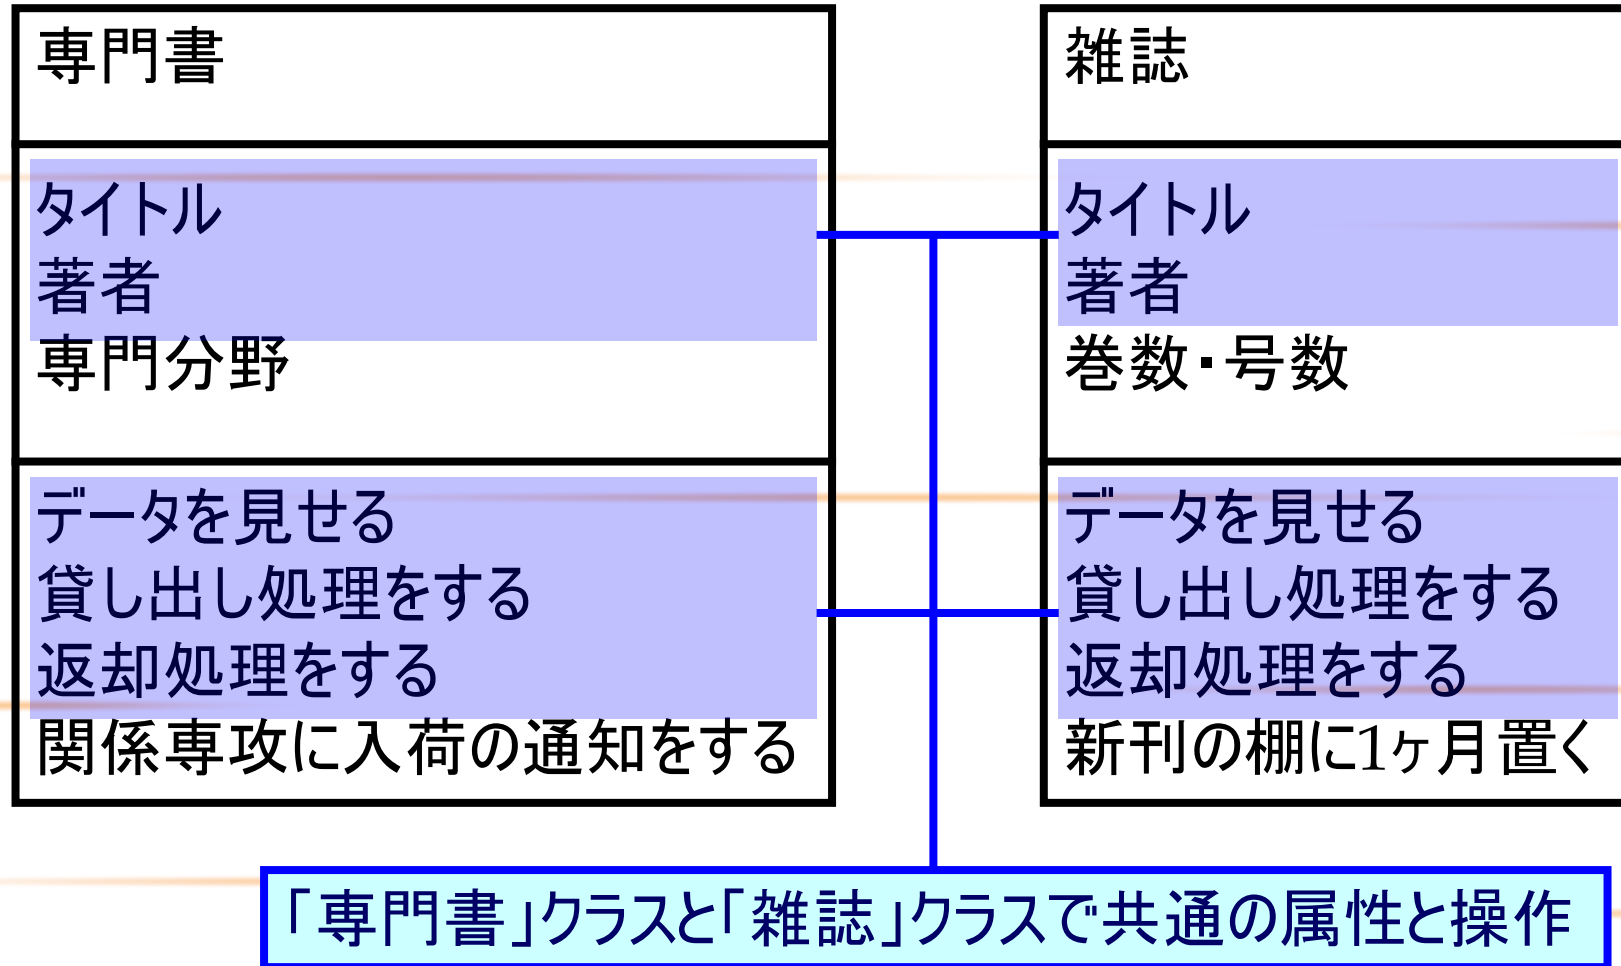 専門書
タイトル
著者
専門分野
データを見せる
貸し出し処理をする
返却処理をする
関係専攻に入荷の通知をする
雑誌
タイトル
著者
巻数・号数
データを見せる
貸し出し処理をする
返却処理をする
新刊の棚に1ヶ月置く
「専門書」クラスと「雑誌」クラスで共通の属性と操作